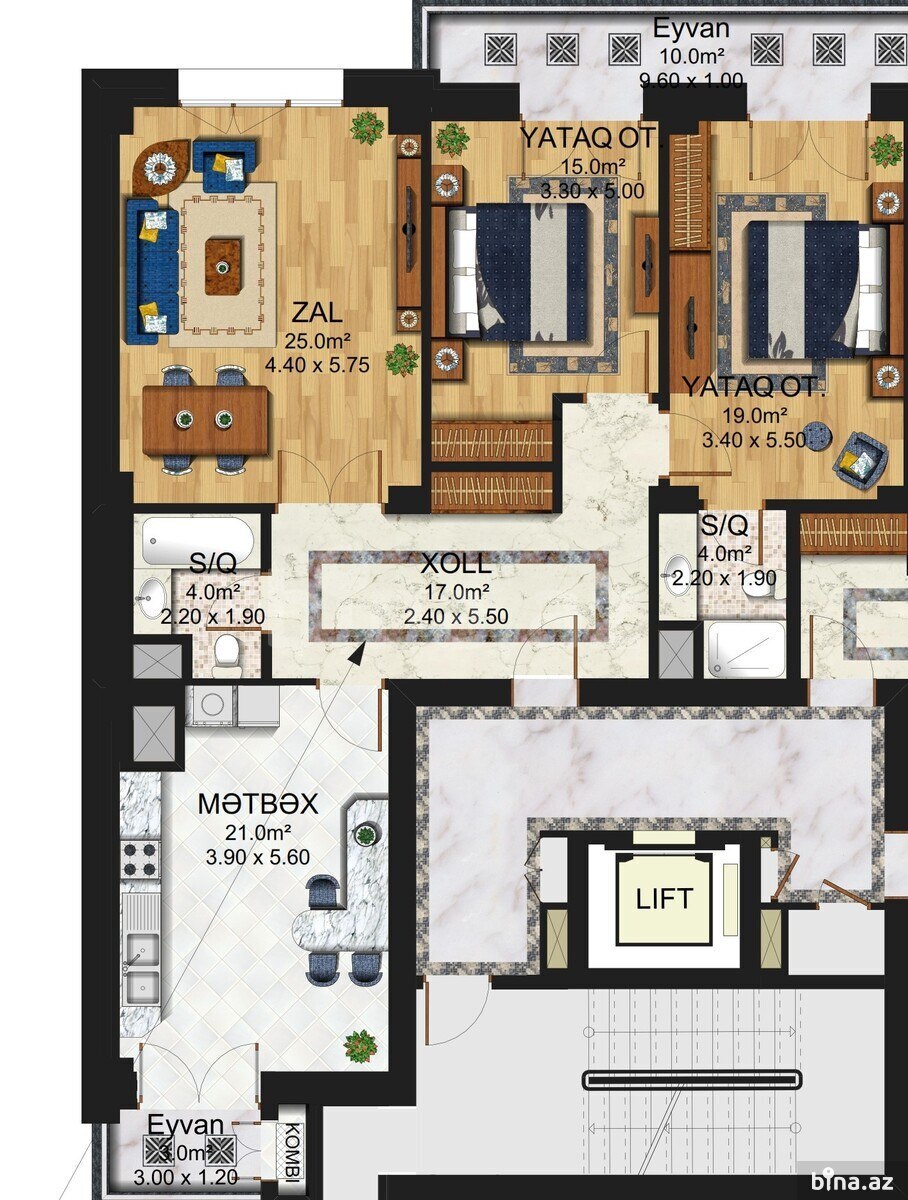 Eyvan
10.0m²
9.60 x 1.00
YATAQ OT.
15.0m²
3.30 x 5.00
ZAL
25.0m²
4.40 x 5.75
YATAQ OT.
19.0m²
3.40 x 5.50
S/Q
4.0m²
2.20 x 1.90
XOLL
17.0m²
2.40 x 5.50
S/Q
4.0m²
2.20 x 1.90
MƏTBƏX
21.0m²
3.90 x 5.60
LIFT
Eyvan
3.0m²
3.00 x 1.20
KOMBI
bina.az